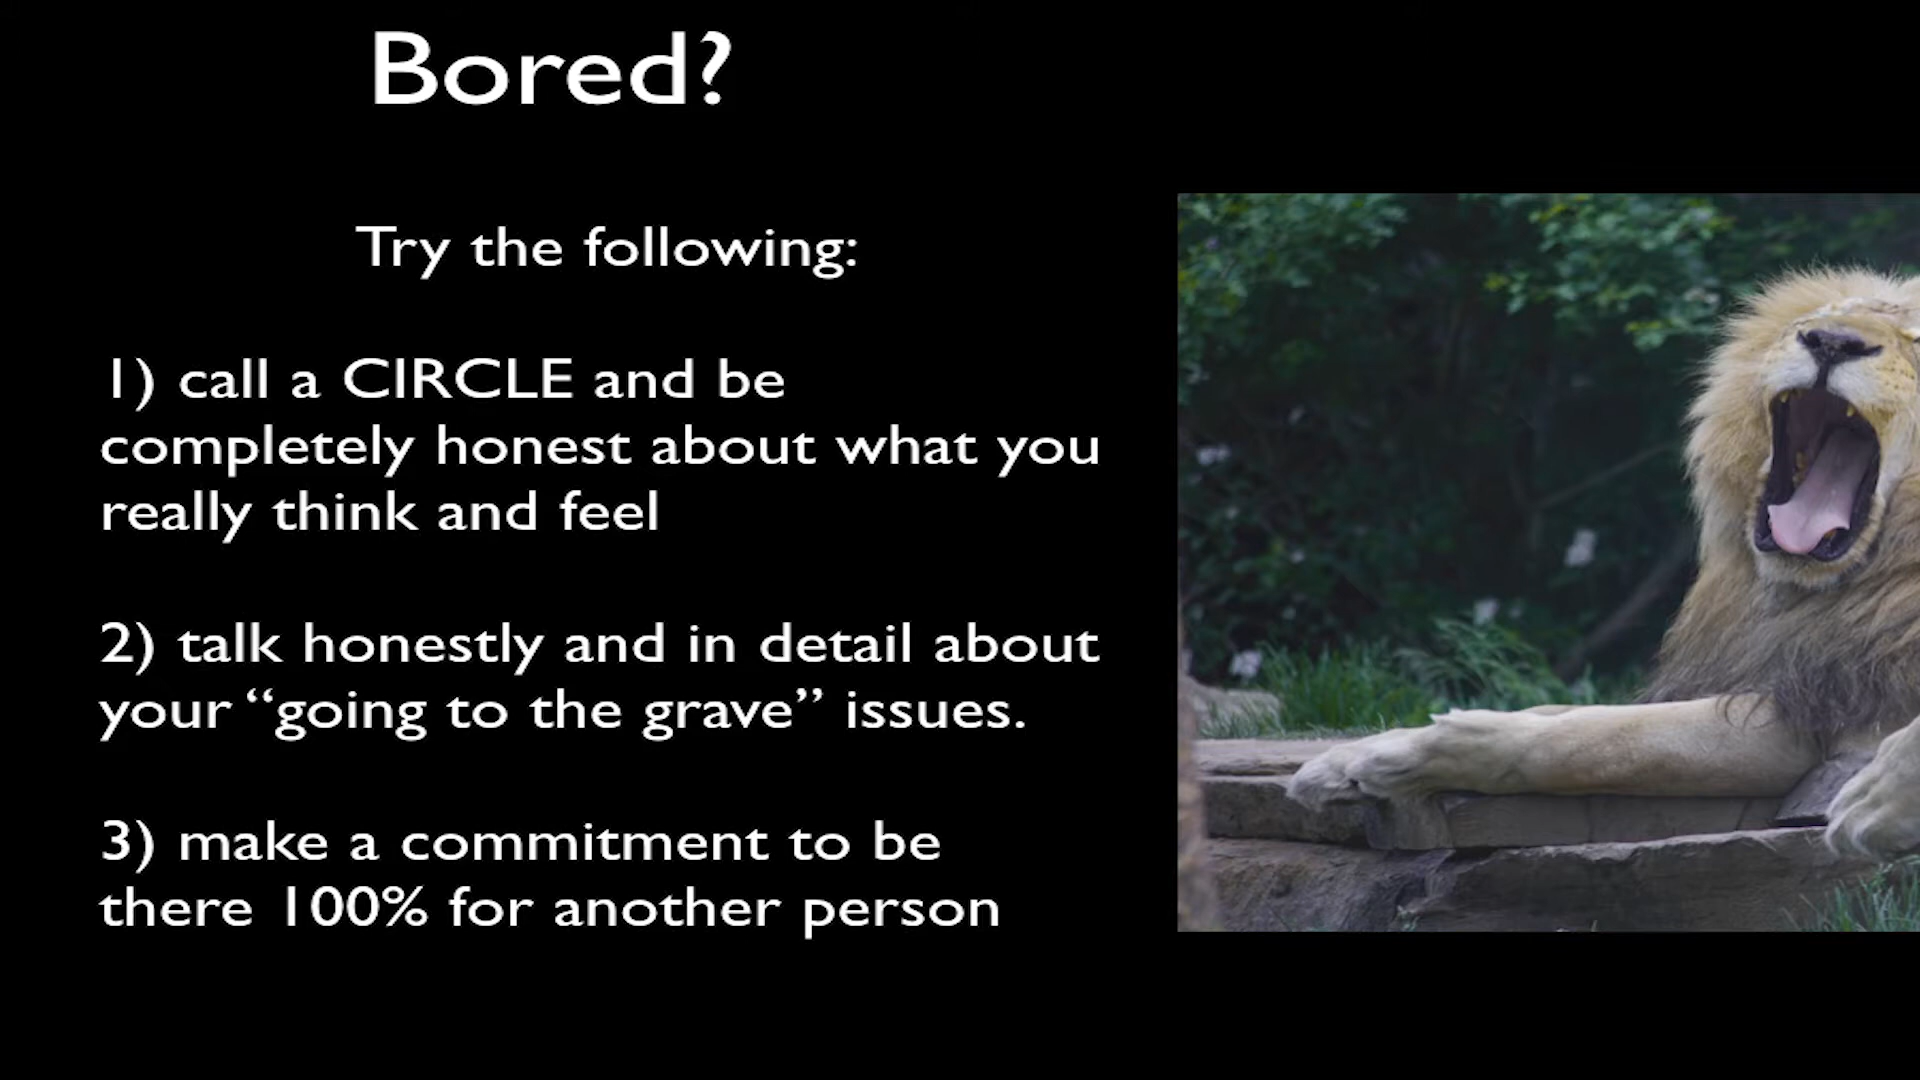 Bored?
Try the following:
1) call a CIRCLE and be
completely honest about what you
really think and feel
2) talk honestly and in detail about
your “going to the grave” issues.
3) make a commitment to be
there 100% for another person